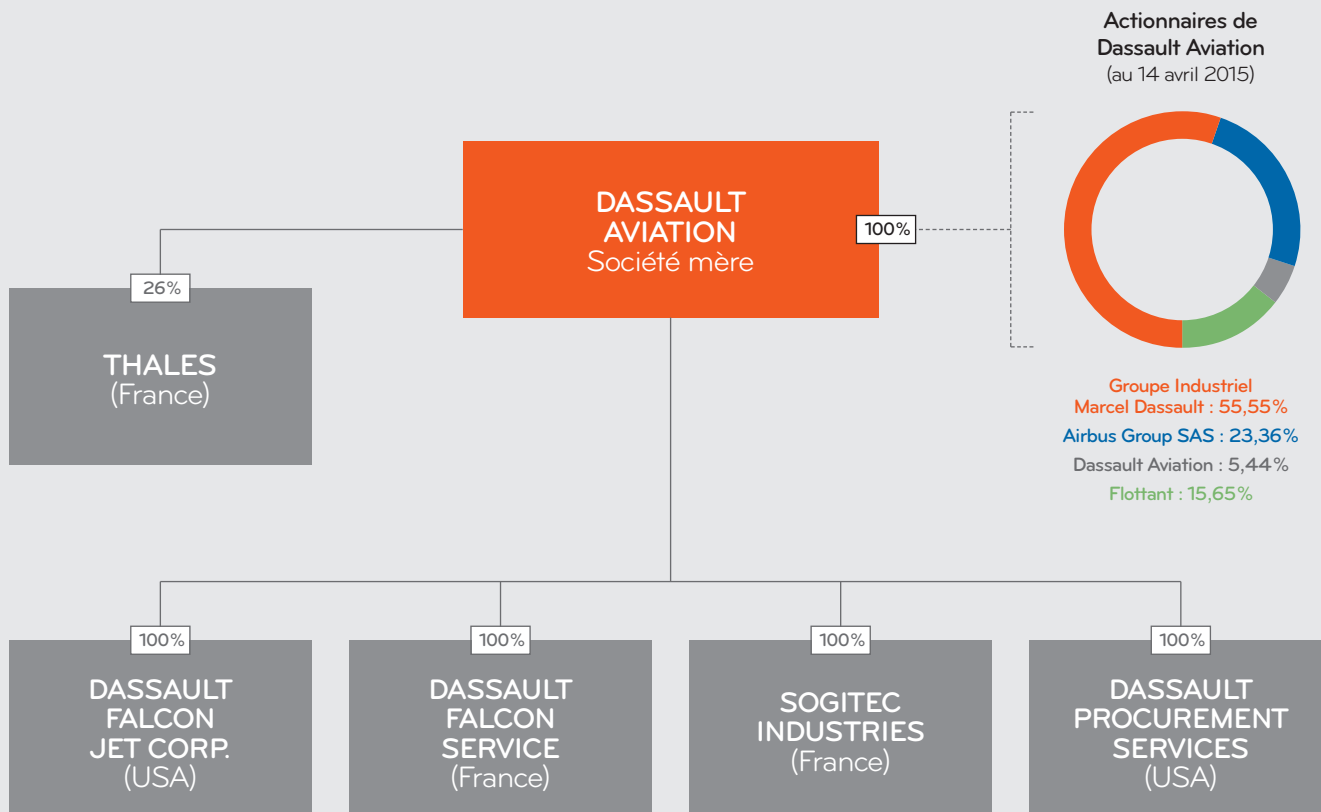 Actionnaires de
Dassault Aviation
(au 14 avril 2015)
DASSAULT
AVIATION
Société mère
100%
26%
THALES
(France)
Groupe Industriel
Marcel Dassault : 55,55%
Airbus Group SAS : 23,36%
Dassault Aviation : 5,44%
Flottant : 15,65%
100%
DASSAULT
FALCON
JET CORP.
(USA)
100%
DASSAULT
FALCON
SERVICE
(France)
100%
SOGITEC
INDUSTRIES
(France)
100%
DASSAULT
PROCUREMENT
SERVICES
(USA)